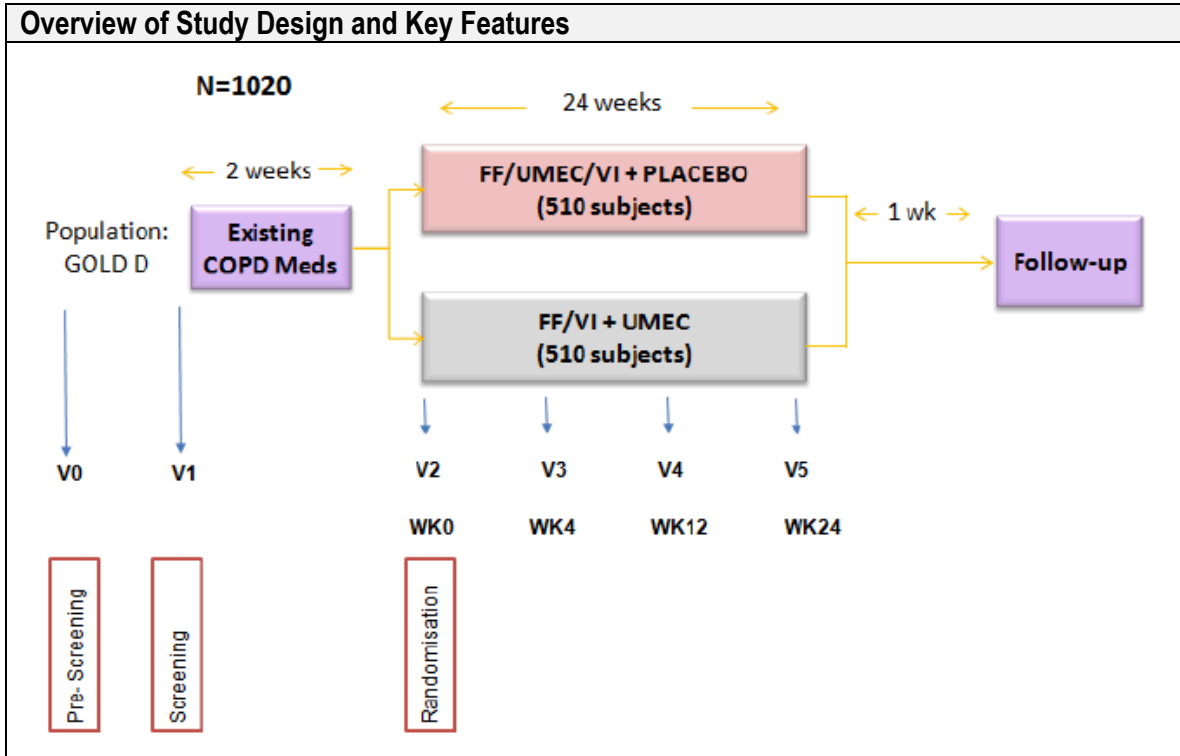 Overview of Study Design and Key Features
N=1020
24 weeks
2 weeks
FF/UMEC/VI + PLACEBO
(510 subjects)
1 wk
Population:
GOLD D
Existing
COPD Meds
Follow-up
FF/VI + UMEC
(510 subjects)
V0
V1
V2
V3
V4
V5
WK0
WK4
WK12
WK24
Pre- Screening
Screening
Randomisation